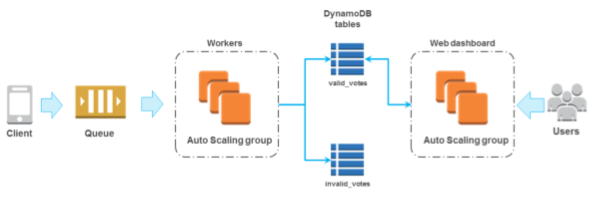 DynamoDB
tables
Workers
Web dashboard
valid_votes
Client
Queue
Auto Scaling group
Auto Scaling group
Users
invalid_votes